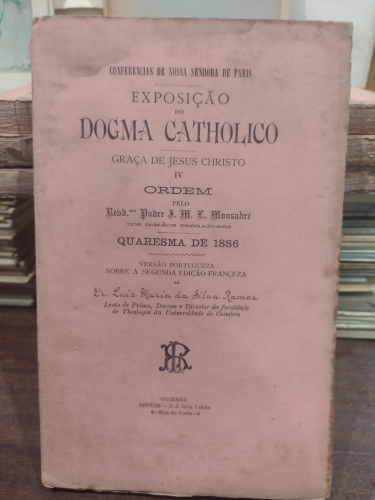 CONFERENCIAS DE NOSSA SENHORA DE PARIS
EXPOSIÇÃO
DO
DOGMA CATHOLICO
GRAÇA DE JESUS CHRISTO
IV
ORDEM
PELO
Revd.mo Padre J. M. L. Monsabré
DOS IRMÃOS PRÉGADORES
QUARESMA DE 1886
VERSÃO PORTUGUEZA
SOBRE A SEGUNDA EDIÇÃO FRANCEZA
DE
Dr. Luiz Maria da Silva Ramos
Lente de Prima, Decano e Director da faculdade
de Theologia da Universidade de Coimbra
COIMBRA
EDITOR — J. J. Reis Leitão